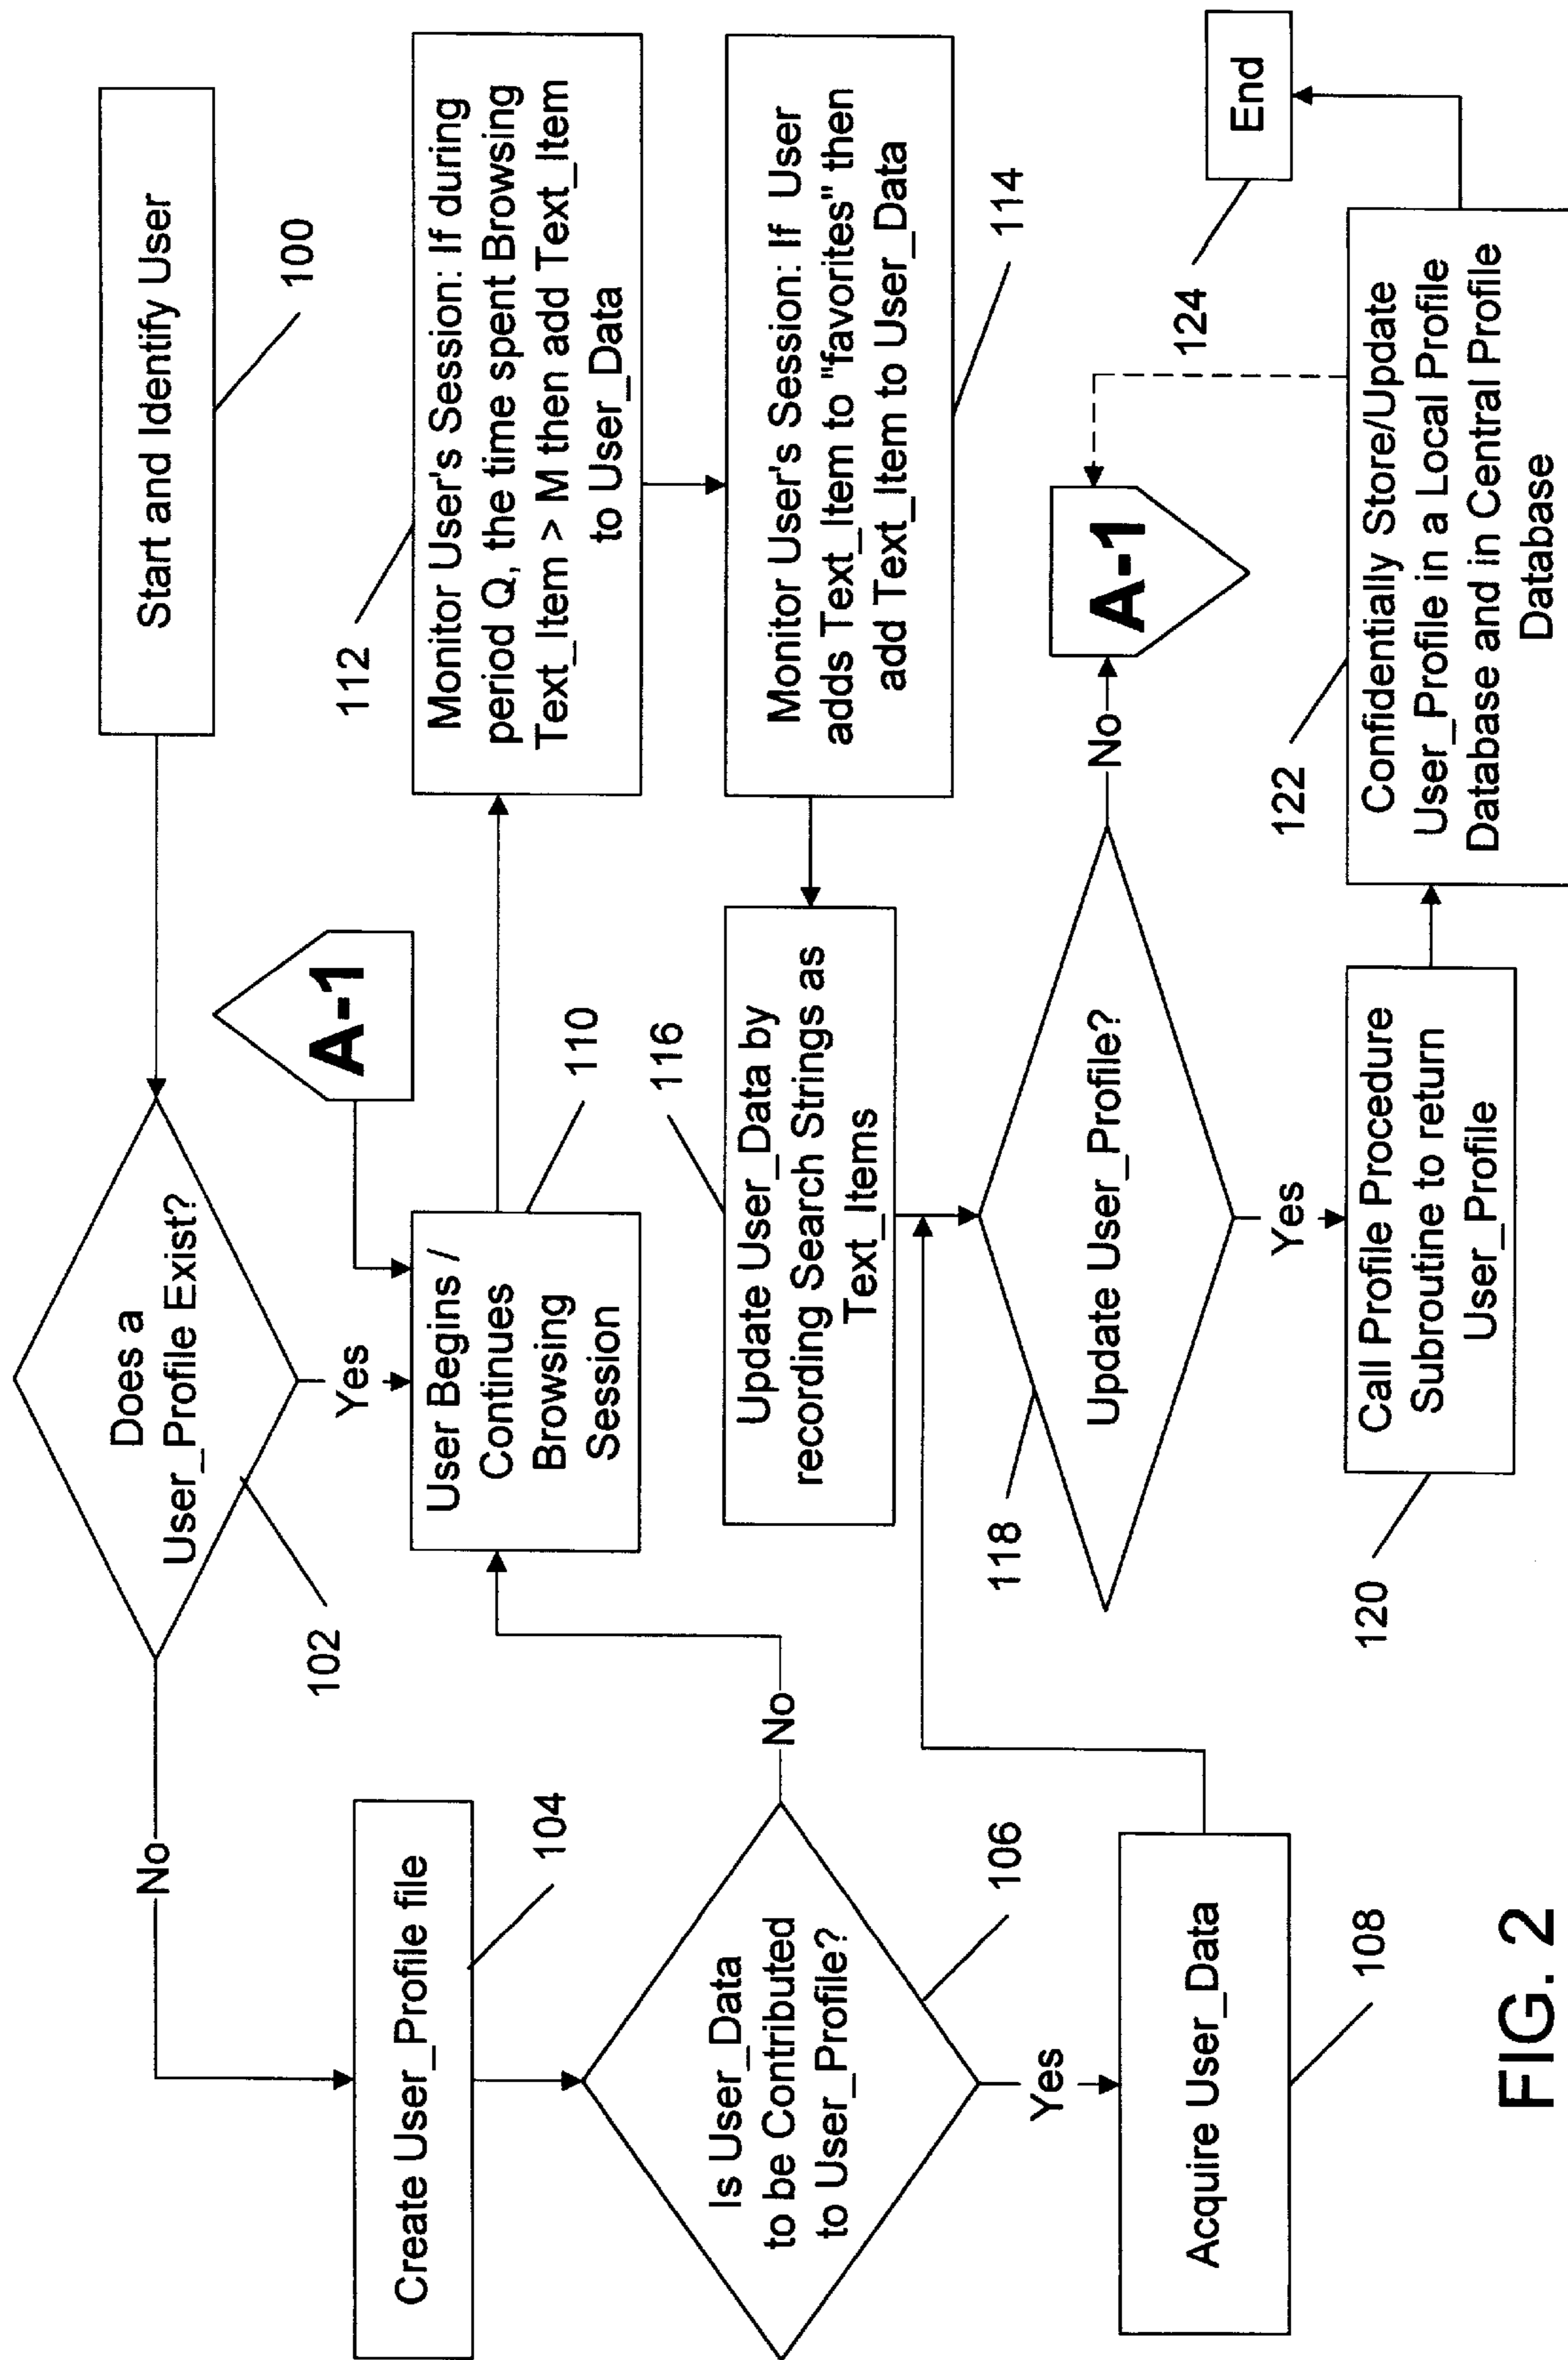 Start and Identify User
100
Does a
User_Profile Exist?
102
No
Yes
Create User_Profile file
104
Is User_Data
to be Contributed
to User_Profile?
106
No
Yes
Acquire User_Data
108
A-1
User Begins /
Continues
Browsing
Session
110
112
Monitor User's Session: If during
period Q, the time spent Browsing
Text_Item > M then add Text_Item
to User_Data
Monitor User's Session: If User
adds Text_Item to "favorites" then
add Text_Item to User_Data
114
116
Update User_Data by
recording Search Strings as
Text_Items
118
Update User_Profile?
No
A-1
Yes
120
Call Profile Procedure
Subroutine to return
User_Profile
122
Confidentially Store/Update
User_Profile in a Local Profile
Database and in Central Profile
Database
124
End
FIG. 2